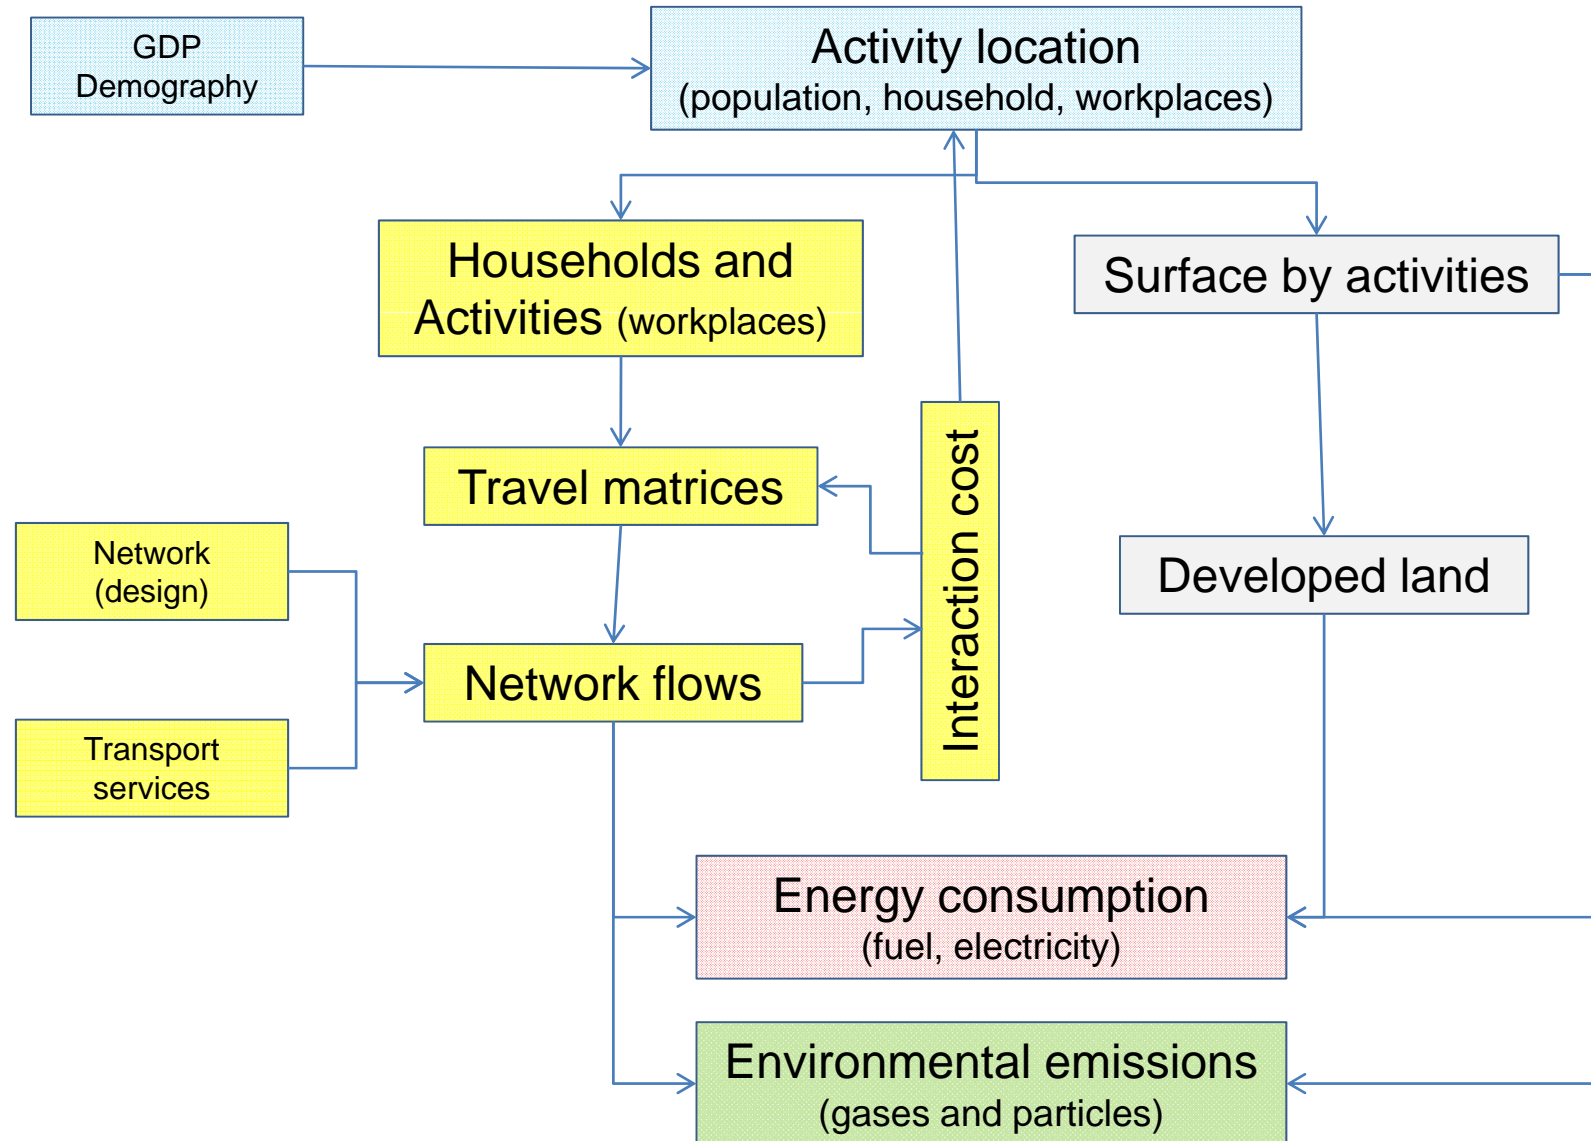 GDP
Demography
Activity location
(population, household, workplaces)
Households and
Activities (workplaces)
Surface by activities
Interaction cost
Travel matrices
Network
(design)
Developed land
Network flows
Transport
services
Energy consumption
(fuel, electricity)
Environmental emissions
(gases and particles)